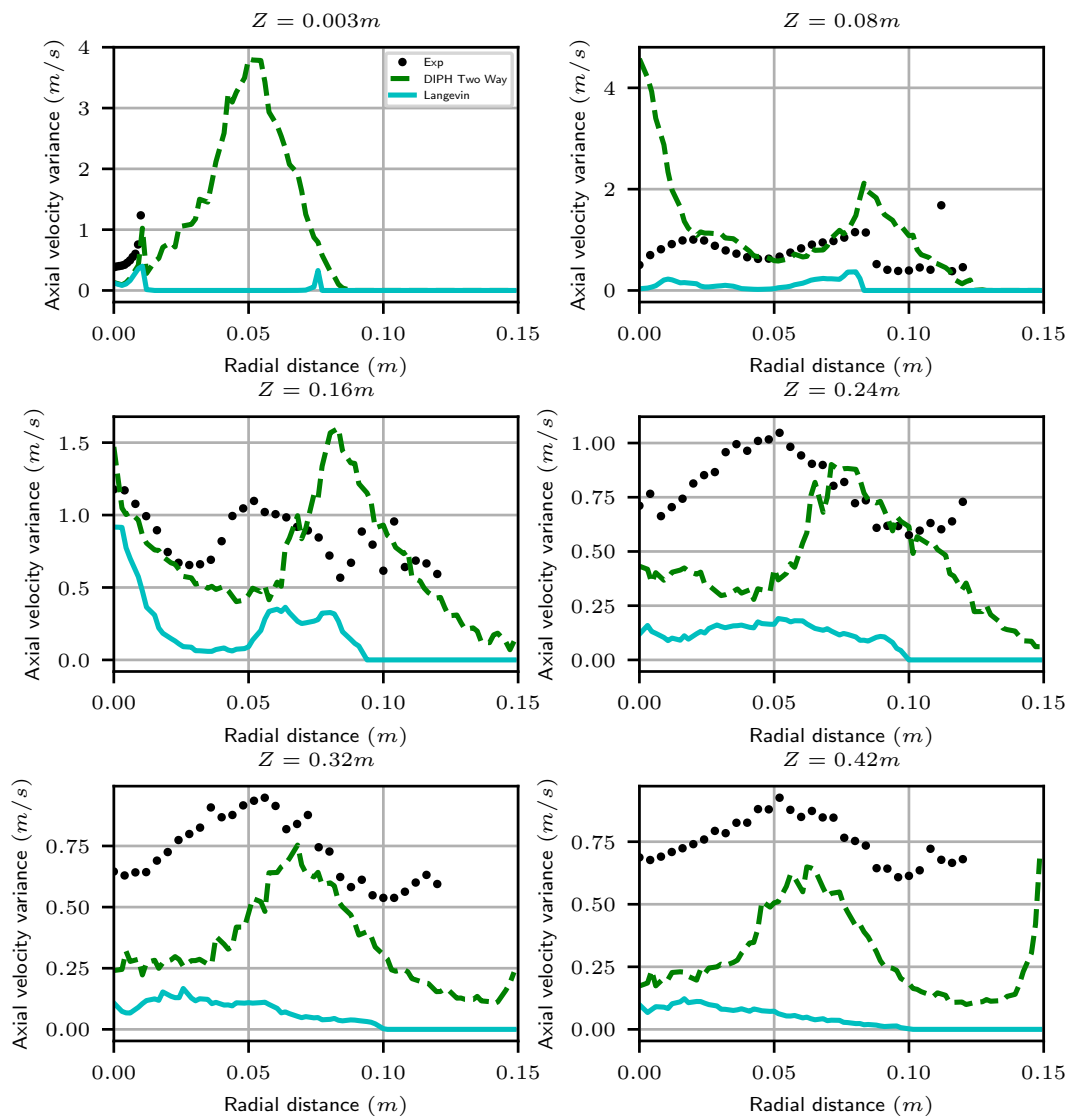 Z = 0.003m
Axial velocity variance (m/s)
4
3
2
1
0
Exp
DIPH Two Way
Langevin
0.00 0.05 0.10 0.15
Radial distance (m)
Z = 0.08m
Axial velocity variance (m/s)
4
2
0
0.00 0.05 0.10 0.15
Radial distance (m)
Z = 0.16m
Axial velocity variance (m/s)
1.5
1.0
0.5
0.0
0.00 0.05 0.10 0.15
Radial distance (m)
Z = 0.24m
Axial velocity variance (m/s)
1.00
0.75
0.50
0.25
0.00
0.00 0.05 0.10 0.15
Radial distance (m)
Z = 0.32m
Axial velocity variance (m/s)
0.75
0.50
0.25
0.00
0.00 0.05 0.10 0.15
Radial distance (m)
Z = 0.42m
Axial velocity variance (m/s)
0.75
0.50
0.25
0.00
0.00 0.05 0.10 0.15
Radial distance (m)